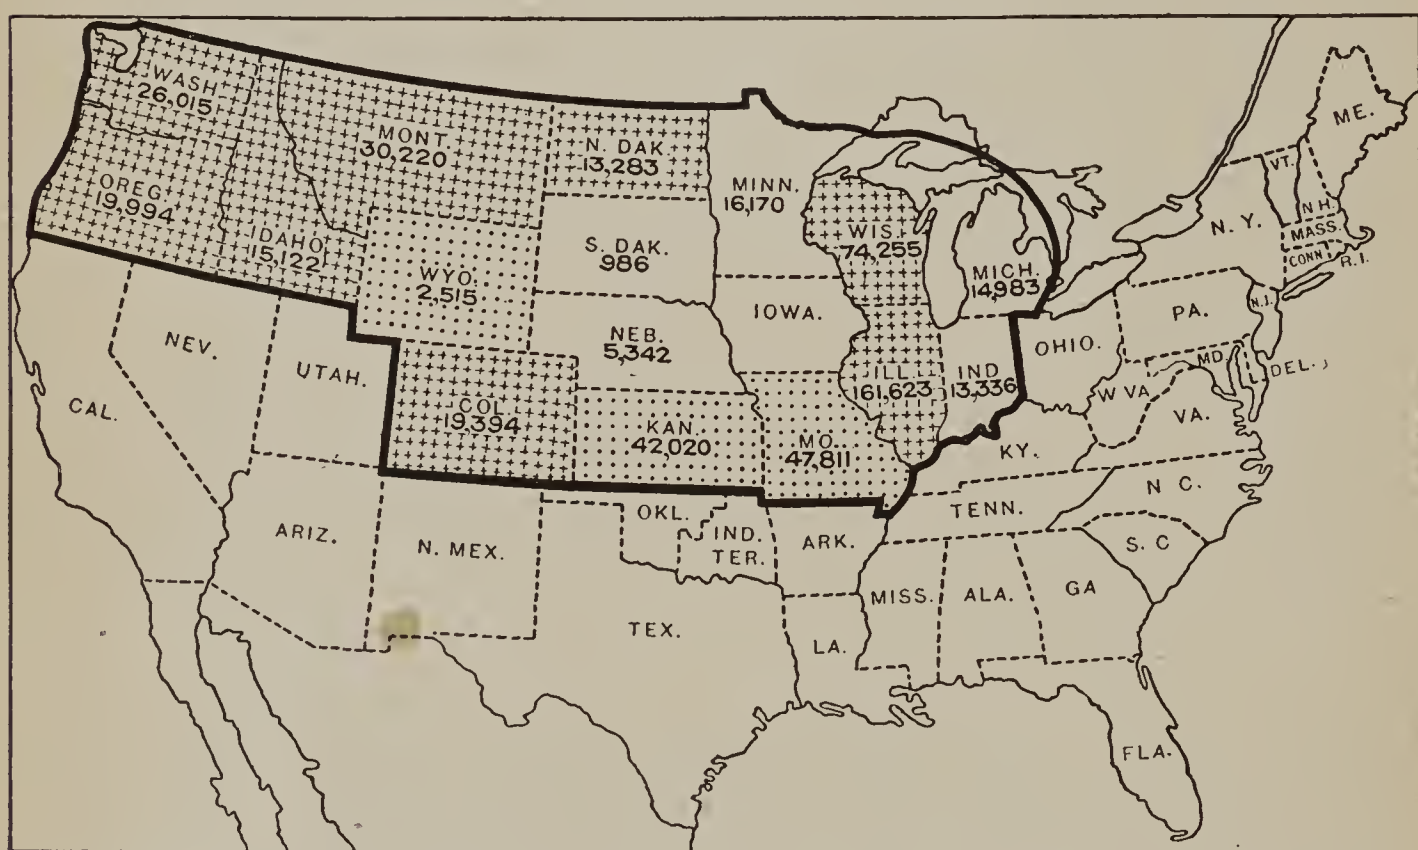 WASH
26,015
MONT.
30,220
N. DAK.
13,283
MINN.
16,170
OREG.
19,994
IDAHO
15,122
WYO.
2,515
S. DAK.
986
WIS.
74,255
MICH.
14,983
IOWA.
NEB.
5,342
ILL.
161,623
IND
13,336
COL.
19,394
KAN.
42,020
MO.
47,811
ME.
VT.
N.H.
N. Y.
MASS.
CONN
R.I.
PA.
N.J.
OHIO.
MD.
DEL.
W VA
VA.
KY.
NEV.
UTAH.
CAL.
ARIZ.
N. MEX.
OKL.
IND.
TER.
ARK.
TENN.
N C.
S. C
MISS.
ALA.
GA
TEX.
LA.
FLA.